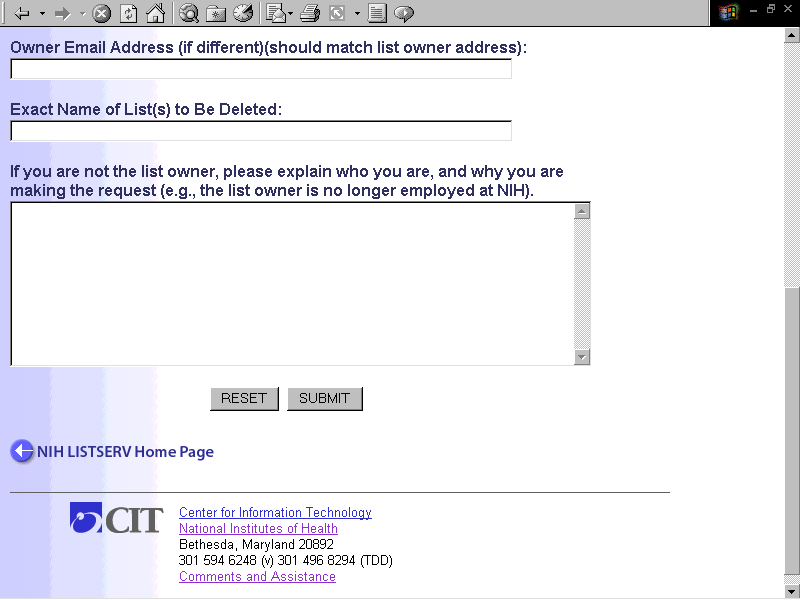 Owner Email Address (if different)(should match list owner address):
Exact Name of List(s) to Be Deleted:
If you are not the list owner, please explain who you are, and why you are
making the request (e.g., the list owner is no longer employed at NIH).
RESET SUBMIT
NIH LISTSERV Home Page
CIT
Center for Information Technology
National Institutes of Health
Bethesda, Maryland 20892
301 594 6248 (v) 301 496 8294 (TDD)
Comments and Assistance